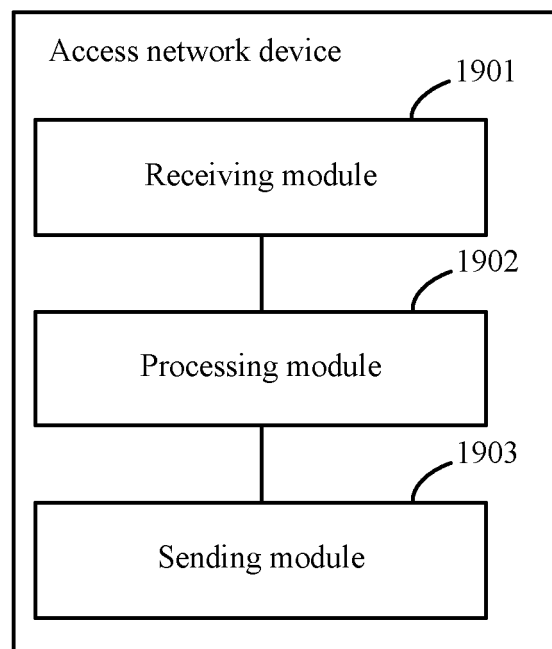 Access network device
1901
Receiving module
1902
Processing module
1903
Sending module